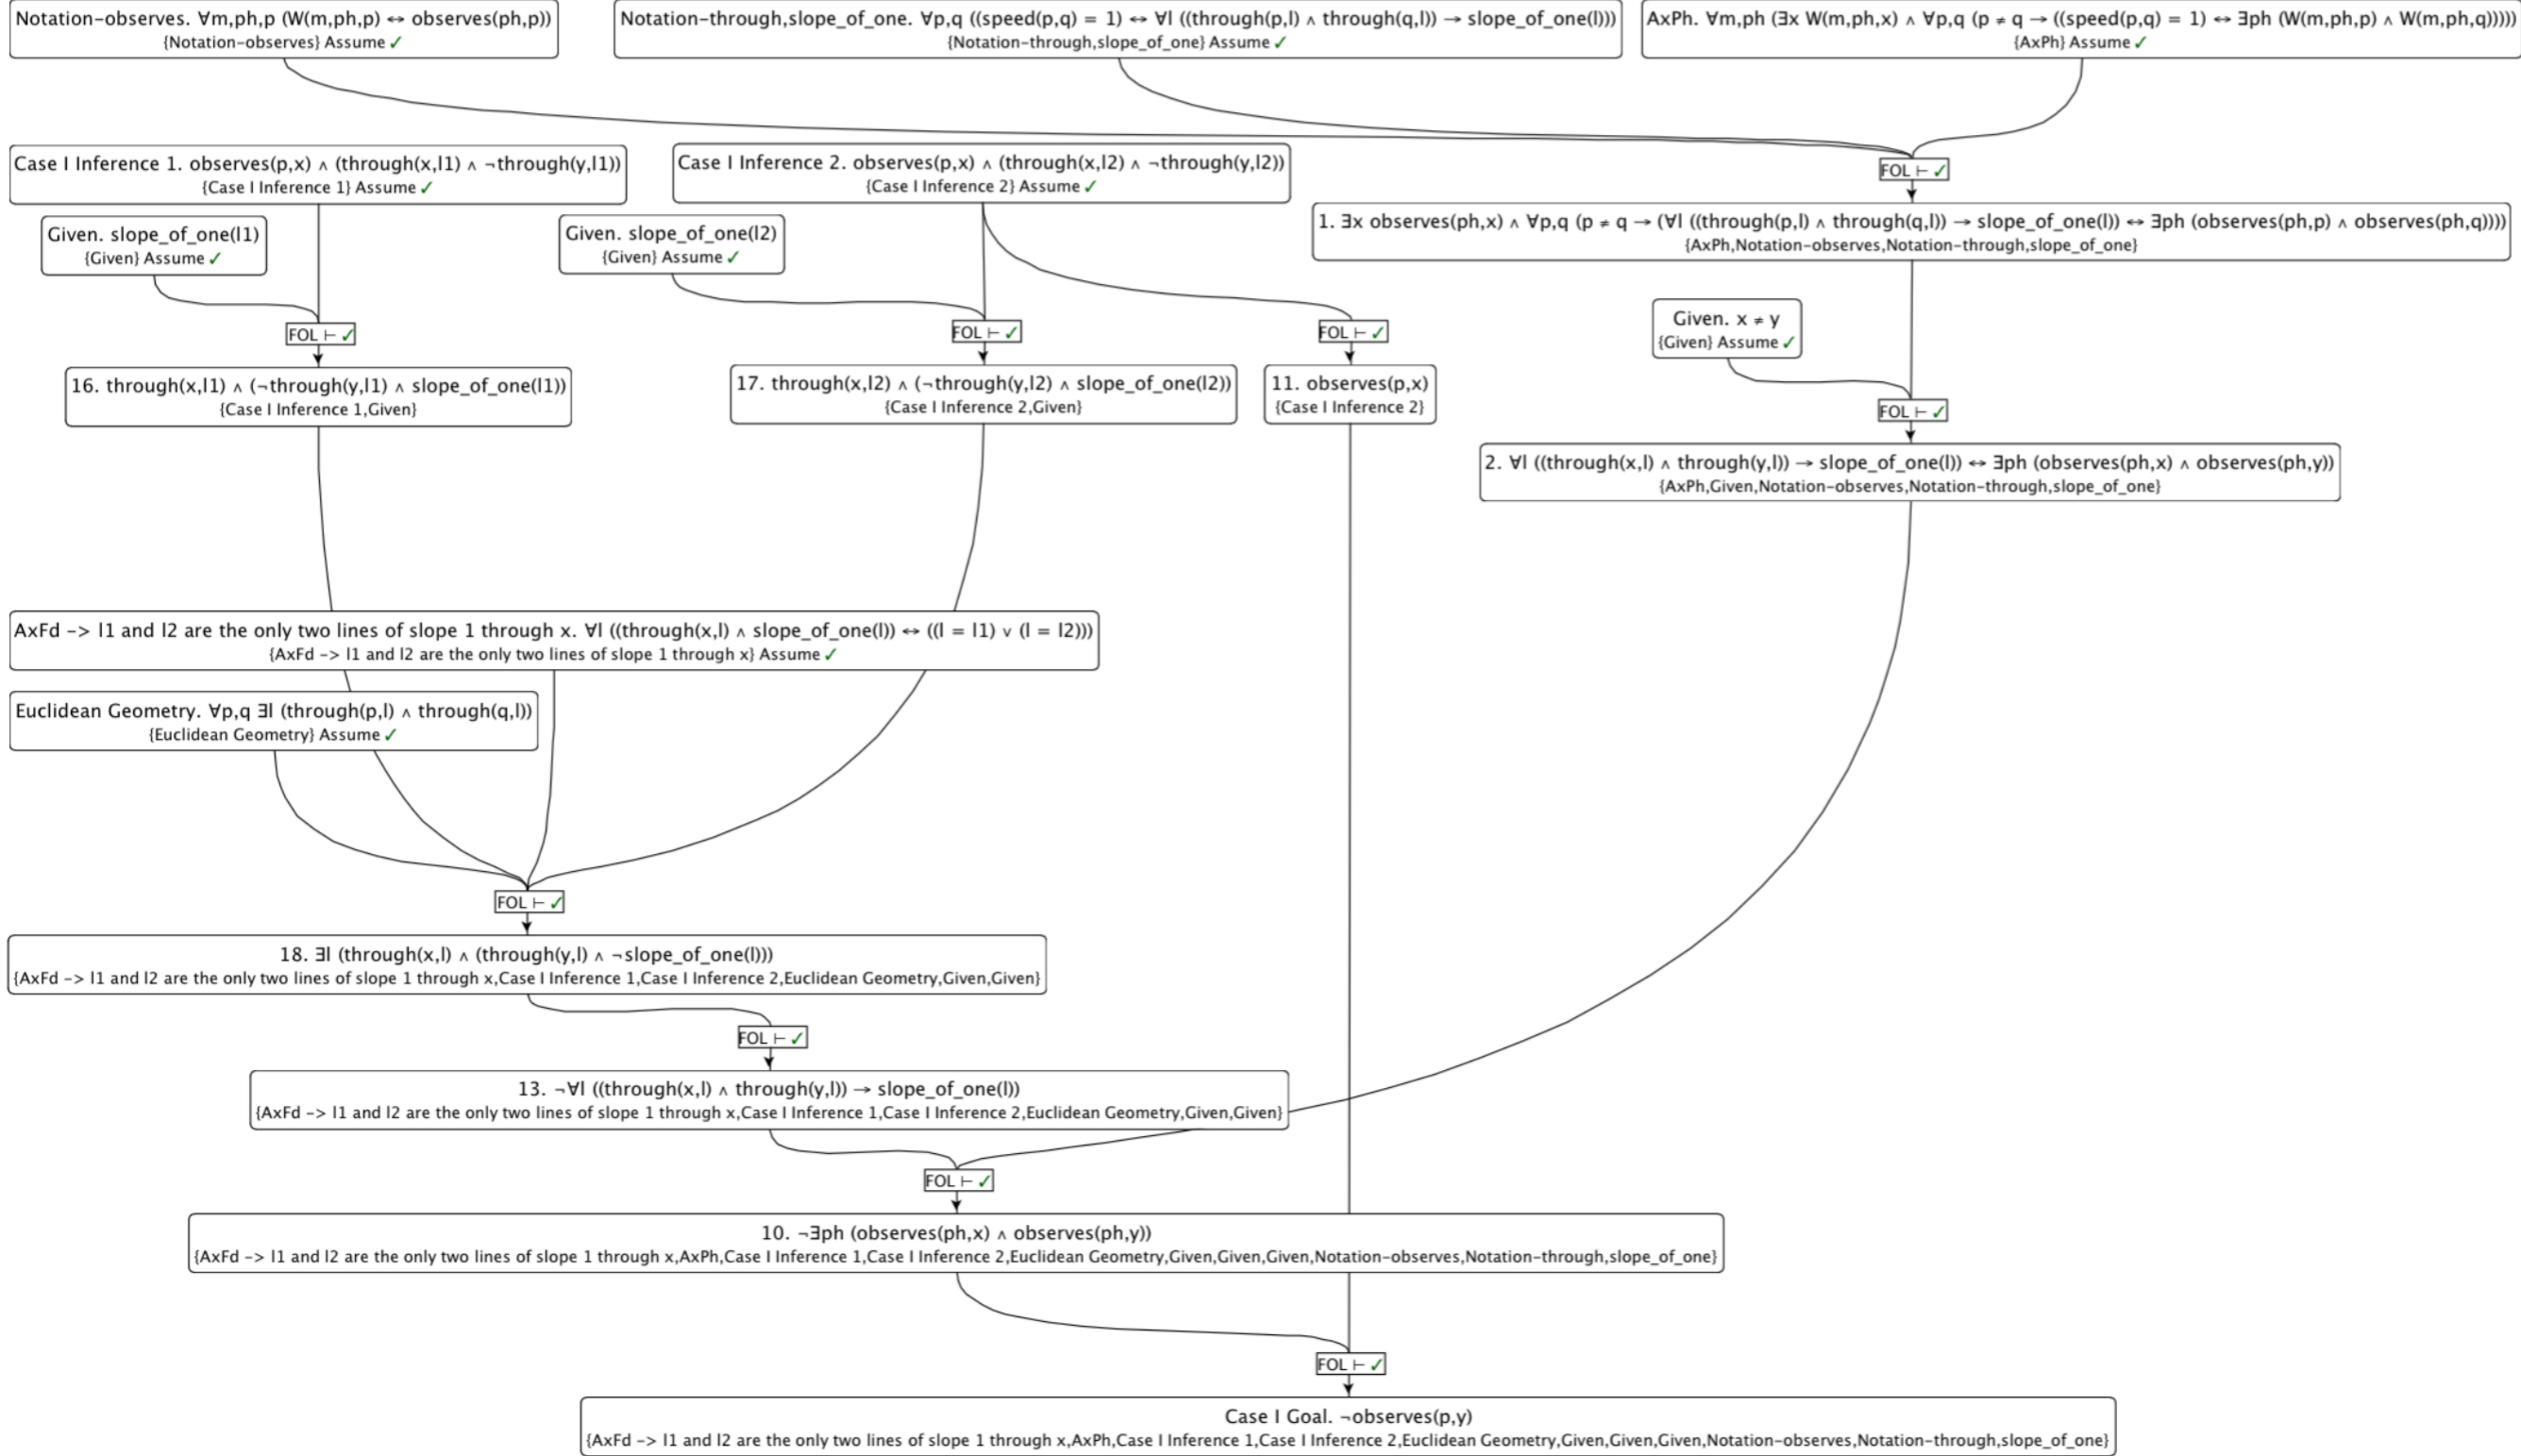 Notation-observes. ∀m,ph,p (W(m,ph,p) ↔ observes(ph,p))
{Notation-observes} Assume ✓
Notation-through,slope_of_one. ∀p,q ((speed(p,q) = 1) ↔ ∀l ((through(p,l) ∧ through(q,l)) → slope_of_one(l)))
{Notation-through,slope_of_one} Assume ✓
AxPh. ∀m,ph (∃x W(m,ph,x) ∧ ∀p,q (p ≠ q → ((speed(p,q) = 1) ↔ ∃ph (W(m,ph,p) ∧ W(m,ph,q)))))
{AxPh} Assume ✓
Case I Inference 1. observes(p,x) ∧ (through(x,l1) ∧ ¬through(y,l1))
{Case I Inference 1} Assume ✓
Case I Inference 2. observes(p,x) ∧ (through(x,l2) ∧ ¬through(y,l2))
{Case I Inference 2} Assume ✓
FOL ⊢ ✓
Given. slope_of_one(l1)
{Given} Assume ✓
Given. slope_of_one(l2)
{Given} Assume ✓
1. ∃x observes(ph,x) ∧ ∀p,q (p ≠ q → (∀l ((through(p,l) ∧ through(q,l)) → slope_of_one(l)) ↔ ∃ph (observes(ph,p) ∧ observes(ph,q))))
{AxPh,Notation-observes,Notation-through,slope_of_one}
FOL ⊢ ✓
FOL ⊢ ✓
FOL ⊢ ✓
Given. x ≠ y
{Given} Assume ✓
16. through(x,l1) ∧ (¬through(y,l1) ∧ slope_of_one(l1))
{Case I Inference 1,Given}
17. through(x,l2) ∧ (¬through(y,l2) ∧ slope_of_one(l2))
{Case I Inference 2,Given}
11. observes(p,x)
{Case I Inference 2}
FOL ⊢ ✓
2. ∀l ((through(x,l) ∧ through(y,l)) → slope_of_one(l)) ↔ ∃ph (observes(ph,x) ∧ observes(ph,y))
{AxPh,Given,Notation-observes,Notation-through,slope_of_one}
AxFd -> l1 and l2 are the only two lines of slope 1 through x. ∀l ((through(x,l) ∧ slope_of_one(l)) ↔ ((l = l1) ∨ (l = l2)))
{AxFd -> l1 and l2 are the only two lines of slope 1 through x} Assume ✓
Euclidean Geometry. ∀p,q ∃l (through(p,l) ∧ through(q,l))
{Euclidean Geometry} Assume ✓
FOL ⊢ ✓
18. ∃l (through(x,l) ∧ (through(y,l) ∧ ¬slope_of_one(l)))
{AxFd -> l1 and l2 are the only two lines of slope 1 through x,Case I Inference 1,Case I Inference 2,Euclidean Geometry,Given,Given}
FOL ⊢ ✓
13. ¬∀l ((through(x,l) ∧ through(y,l)) → slope_of_one(l))
{AxFd -> l1 and l2 are the only two lines of slope 1 through x,Case I Inference 1,Case I Inference 2,Euclidean Geometry,Given,Given}
FOL ⊢ ✓
10. ¬∃ph (observes(ph,x) ∧ observes(ph,y))
{AxFd -> l1 and l2 are the only two lines of slope 1 through x,AxPh,Case I Inference 1,Case I Inference 2,Euclidean Geometry,Given,Given,Given,Notation-observes,Notation-through,slope_of_one}
FOL ⊢ ✓
Case I Goal. ¬observes(p,y)
{AxFd -> l1 and l2 are the only two lines of slope 1 through x,AxPh,Case I Inference 1,Case I Inference 2,Euclidean Geometry,Given,Given,Given,Notation-observes,Notation-through,slope_of_one}